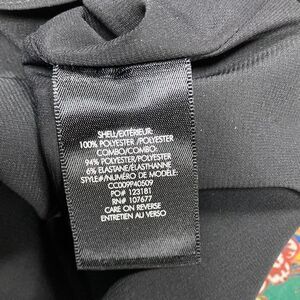 SHELL/EXTÉRIEUR:
100% POLYESTER /POLYESTER
COMBO/COMBO:
94% POLYESTER/POLYESTER
6% ELASTANE/ÉLASTHANNE
STYLE#/NUMÉRO DE MODÈLE:
CC009P40509
PO# 123181
RN# 107677
CARE ON REVERSE
ENTRETIEN AU VERSO